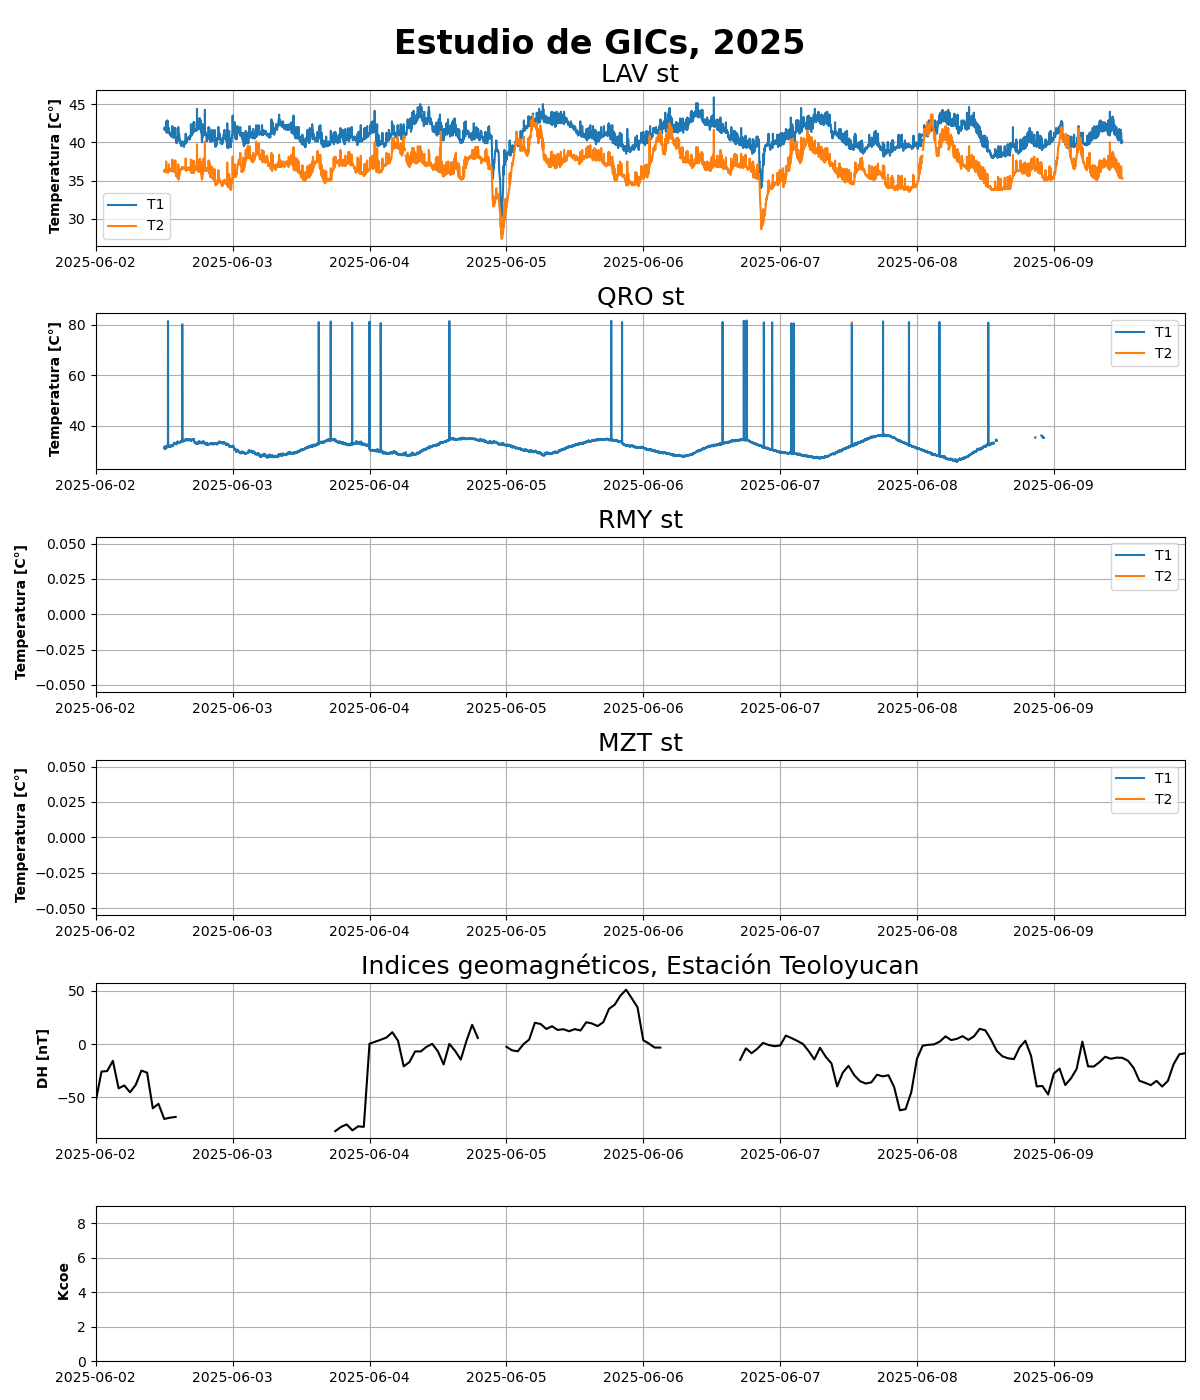 Estudio de GICs, 2025
LAV st
Temperatura [C°]
45
40
35
30
T1
T2
2025-06-02 2025-06-03 2025-06-04 2025-06-05 2025-06-06 2025-06-07 2025-06-08 2025-06-09
QRO st
Temperatura [C°]
80
60
40
T1
T2
2025-06-02 2025-06-03 2025-06-04 2025-06-05 2025-06-06 2025-06-07 2025-06-08 2025-06-09
RMY st
Temperatura [C°]
0.050
0.025
0.000
−0.025
−0.050
T1
T2
2025-06-02 2025-06-03 2025-06-04 2025-06-05 2025-06-06 2025-06-07 2025-06-08 2025-06-09
MZT st
Temperatura [C°]
0.050
0.025
0.000
−0.025
−0.050
T1
T2
2025-06-02 2025-06-03 2025-06-04 2025-06-05 2025-06-06 2025-06-07 2025-06-08 2025-06-09
Indices geomagnéticos, Estación Teoloyucan
DH [nT]
50
0
−50
2025-06-02 2025-06-03 2025-06-04 2025-06-05 2025-06-06 2025-06-07 2025-06-08 2025-06-09
Kcoe
8
6
4
2
0
2025-06-02 2025-06-03 2025-06-04 2025-06-05 2025-06-06 2025-06-07 2025-06-08 2025-06-09